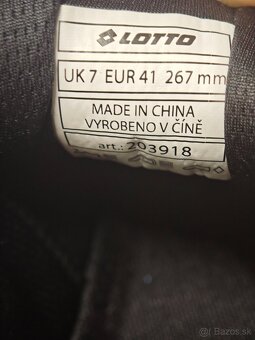 LOTTO
UK 7 EUR 41 267 mm
MADE IN CHINA
VYROBENO V ČÍNĚ
art.: 203918
Bazos.sk